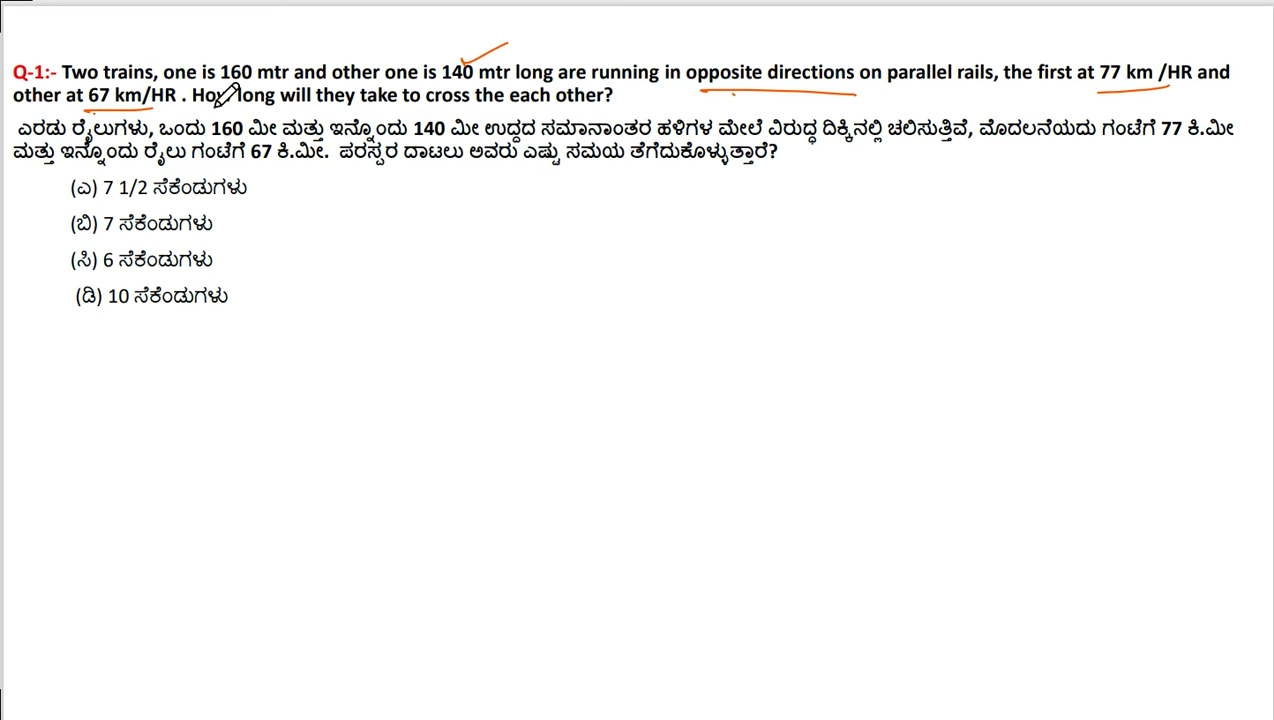 Q-1:- Two trains, one is 160 mtr and other one is 140 mtr long are running in opposite directions on parallel rails, the first at 77 km /HR and
other at 67 km/HR . How long will they take to cross the each other?
ಎರಡು ರೈಲುಗಳು, ಒಂದು 160 ಮೀ ಮತ್ತು ಇನ್ನೊಂದು 140 ಮೀ ಉದ್ದದ ಸಮಾನಾಂತರ ಹಳಿಗಳ ಮೇಲೆ ವಿರುದ್ಧ ದಿಕ್ಕಿನಲ್ಲಿ ಚಲಿಸುತ್ತಿವೆ, ಮೊದಲನೆಯದು ಗಂಟೆಗೆ 77 ಕಿ.ಮೀ
ಮತ್ತು ಇನ್ನೊಂದು ರೈಲು ಗಂಟೆಗೆ 67 ಕಿ.ಮೀ. ಪರಸ್ಪರ ದಾಟಲು ಅವರು ಎಷ್ಟು ಸಮಯ ತೆಗೆದುಕೊಳ್ಳುತ್ತಾರೆ?
(ಎ) 7 1/2 ಸೆಕೆಂಡುಗಳು
(ಬಿ) 7 ಸೆಕೆಂಡುಗಳು
(ಸಿ) 6 ಸೆಕೆಂಡುಗಳು
(ಡಿ) 10 ಸೆಕೆಂಡುಗಳು